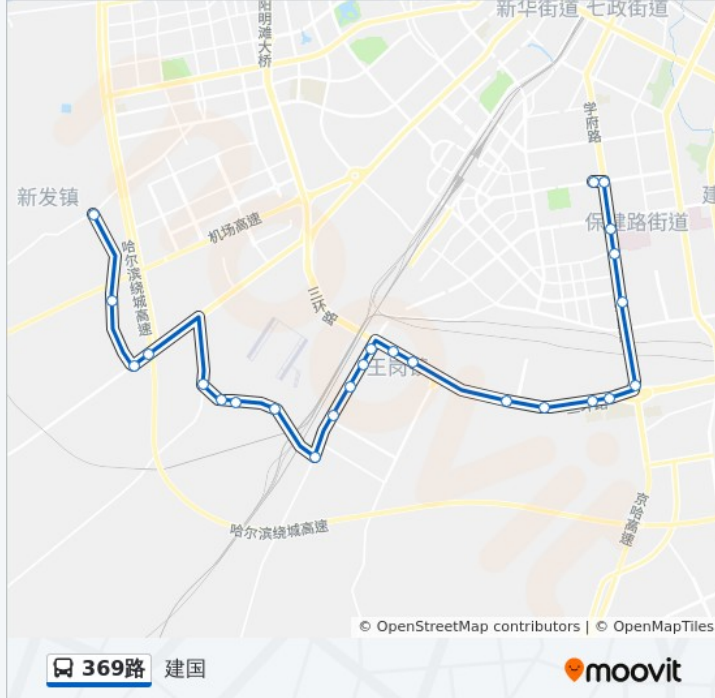 新华街道 七政街道
阳明滩大桥
学府路
新发镇
保健路街道
建
机场高速
哈尔滨绕城高速
三环路
王岗镇
京哈高速
哈尔滨绕城高速
© OpenStreetMap contributors | © OpenMapTiles
369路 建国
moovit